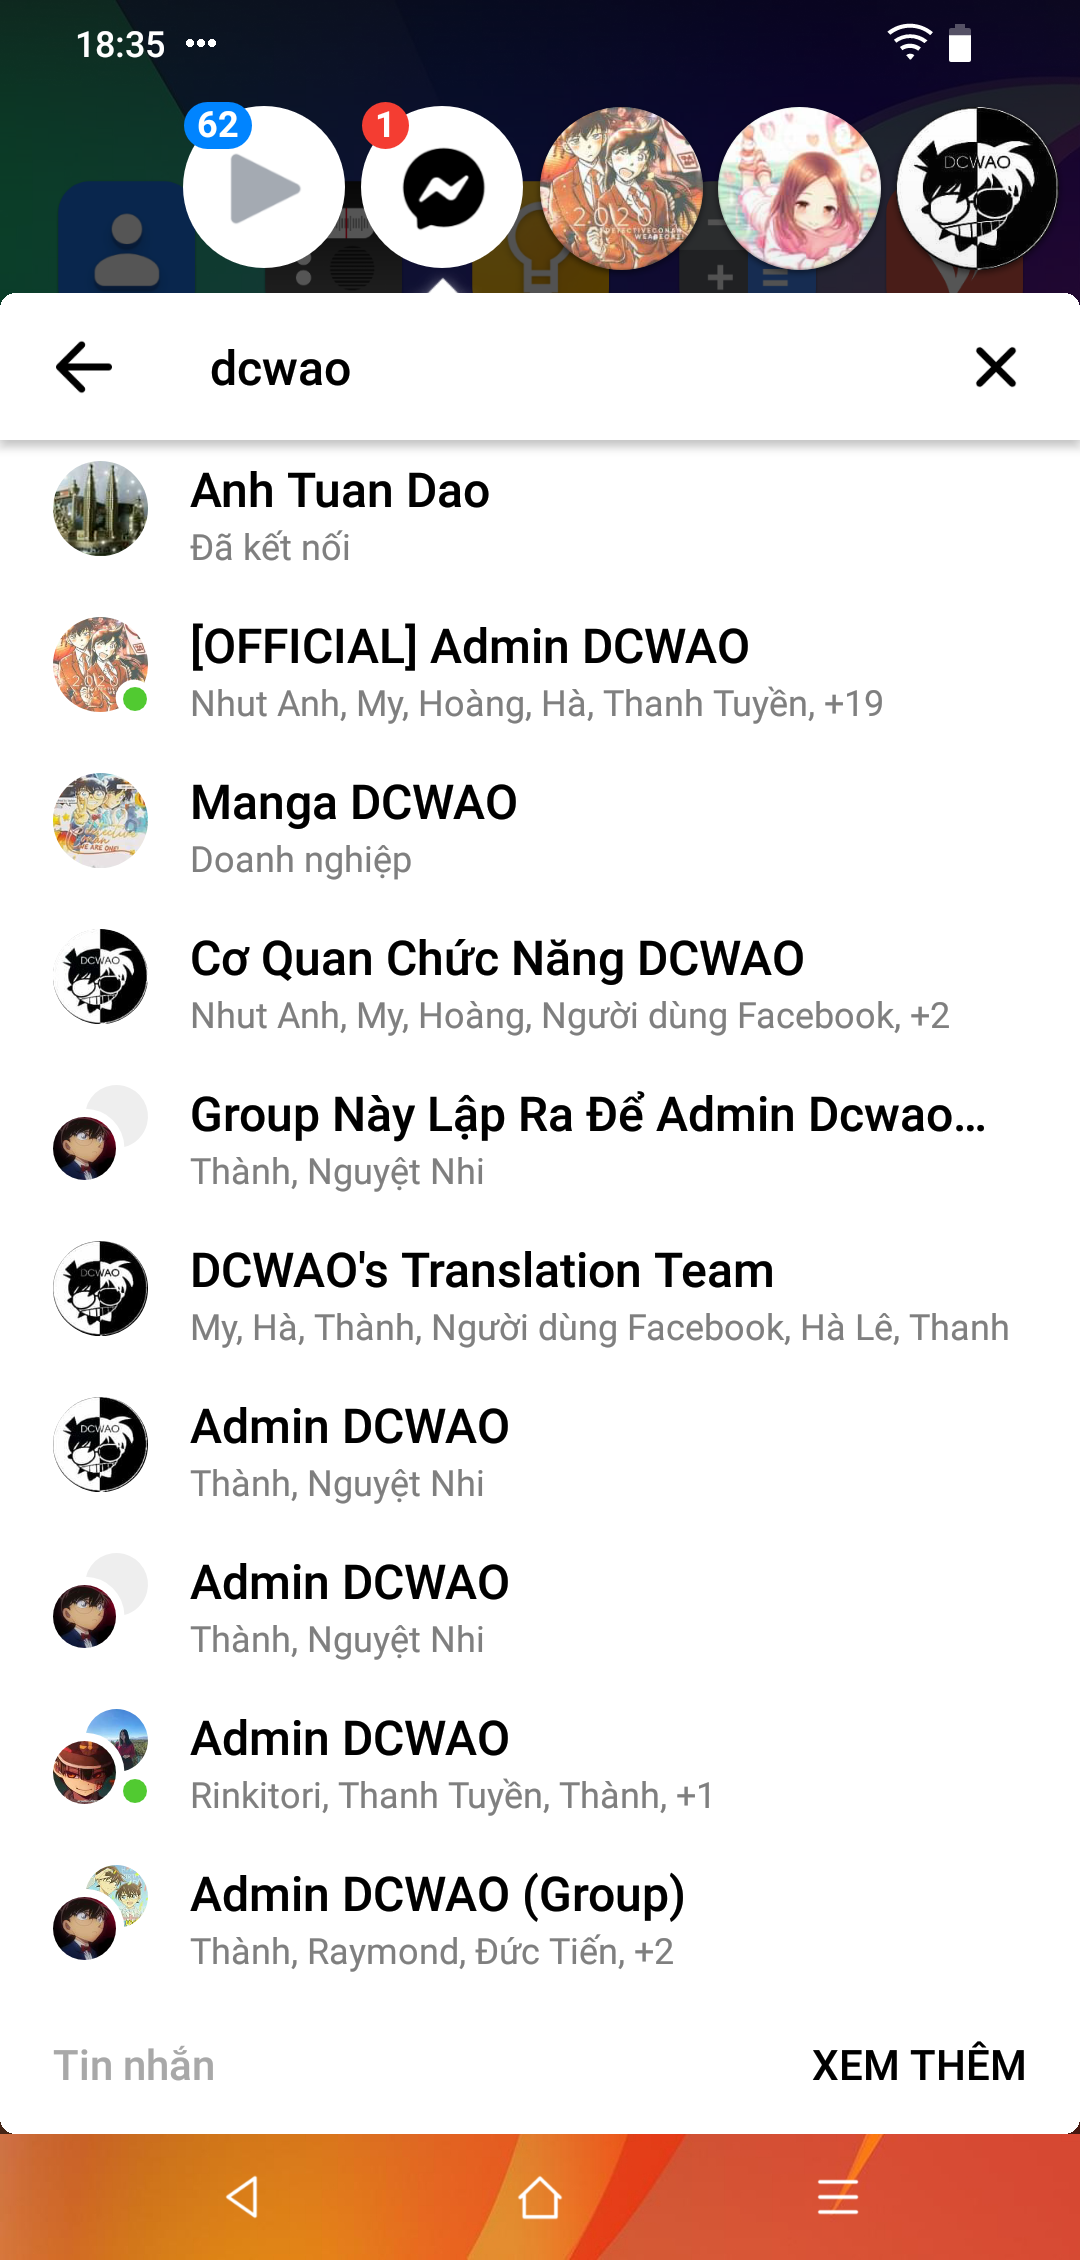 18:35
62
1
2020
DCWAO
dcwao
Anh Tuan Dao
Đã kết nối
[OFFICIAL] Admin DCWAO
Nhut Anh, My, Hoàng, Hà, Thanh Tuyền, +19
Manga DCWAO
Doanh nghiệp
Cơ Quan Chức Năng DCWAO
Nhut Anh, My, Hoàng, Người dùng Facebook, +2
Group Này Lập Ra Để Admin Dcwao...
Thành, Nguyệt Nhi
DCWAO's Translation Team
My, Hà, Thành, Người dùng Facebook, Hà Lê, Thanh
Admin DCWAO
Thành, Nguyệt Nhi
Admin DCWAO
Thành, Nguyệt Nhi
Admin DCWAO
Rinkitori, Thanh Tuyền, Thành, +1
Admin DCWAO (Group)
Thành, Raymond, Đức Tiến, +2
Tin nhắn
XEM THÊM